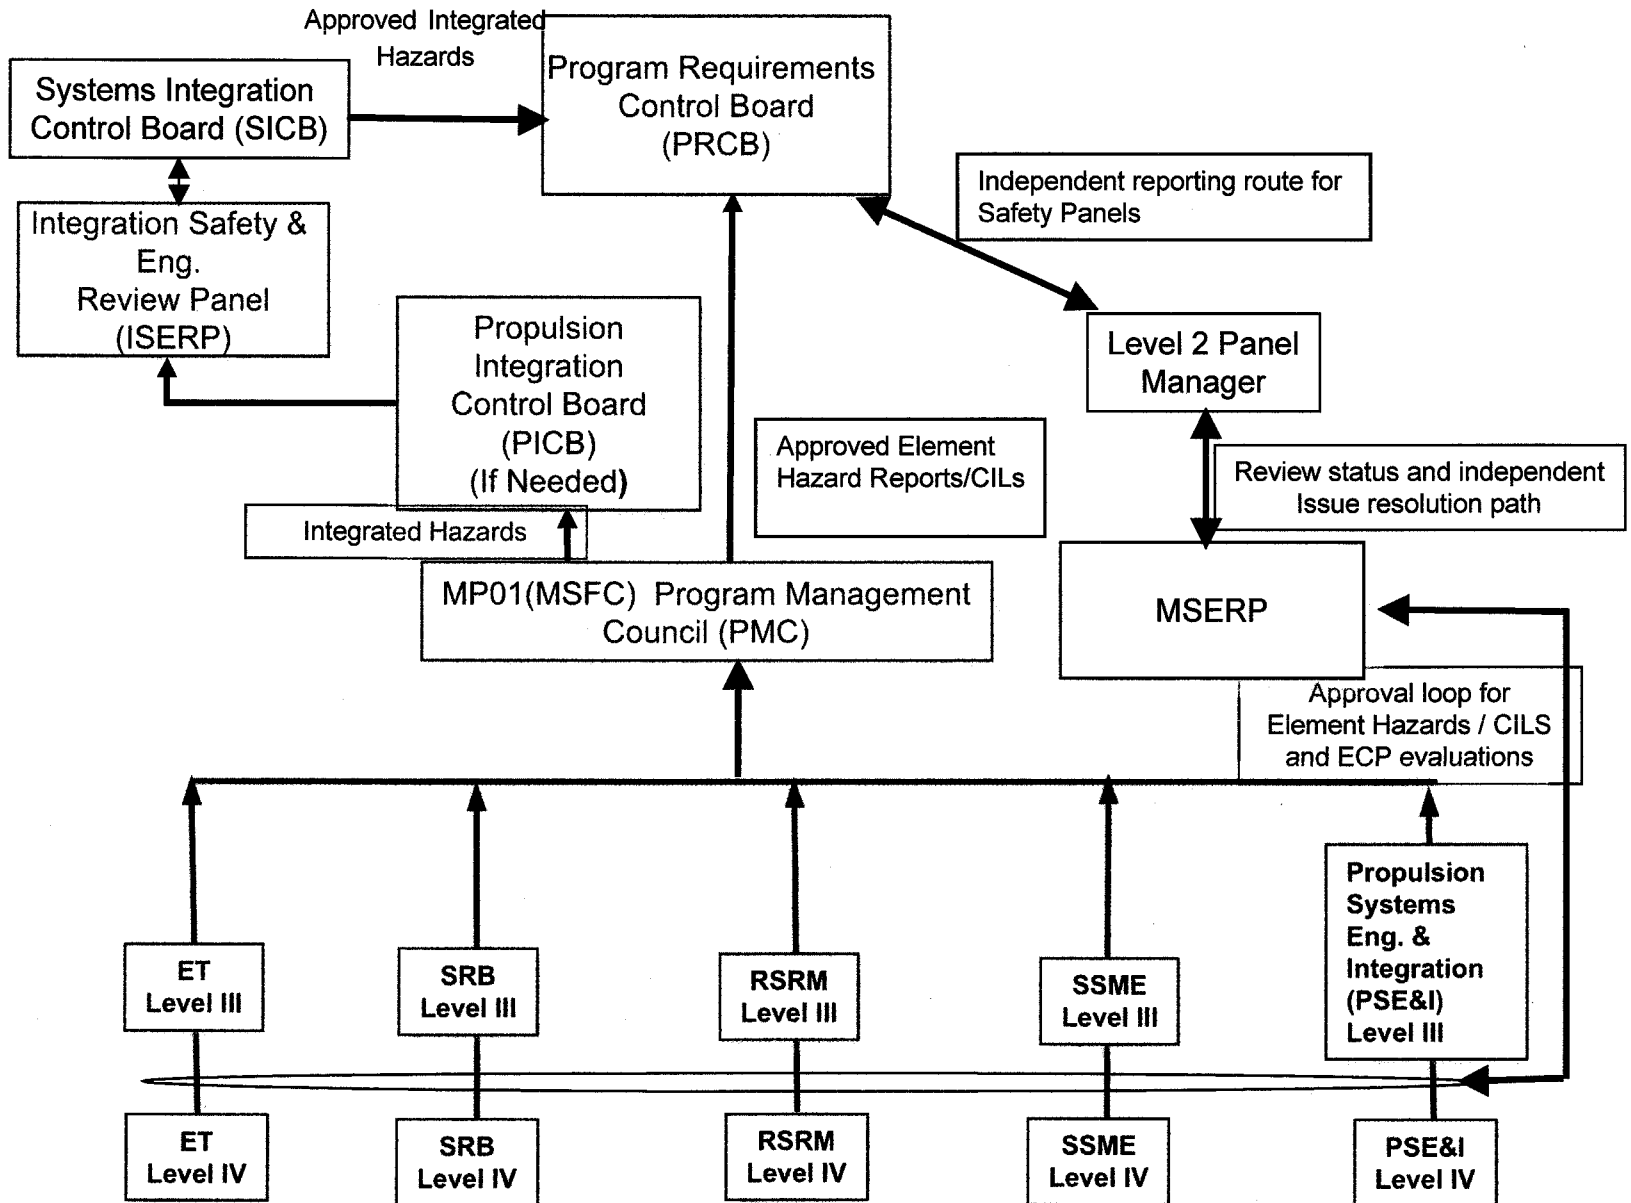 Approved Integrated
Hazards
Program Requirements
Control Board
(PRCB)
Systems Integration
Control Board (SICB)
Independent reporting route for
Safety Panels
Integration Safety &
Eng.
Review Panel
(ISERP)
Propulsion
Integration
Control Board
(PICB)
(If Needed)
Level 2 Panel
Manager
Approved Element
Hazard Reports/CILs
Review status and independent
Issue resolution path
Integrated Hazards
MP01(MSFC) Program Management
Council (PMC)
MSERP
Approval loop for
Element Hazards / CILS
and ECP evaluations
Propulsion
Systems
Eng. &
Integration
(PSE&I)
Level III
ET
Level III
SRB
Level III
RSRM
Level III
SSME
Level III
ET
Level IV
SRB
Level IV
RSRM
Level IV
SSME
Level IV
PSE&I
Level IV